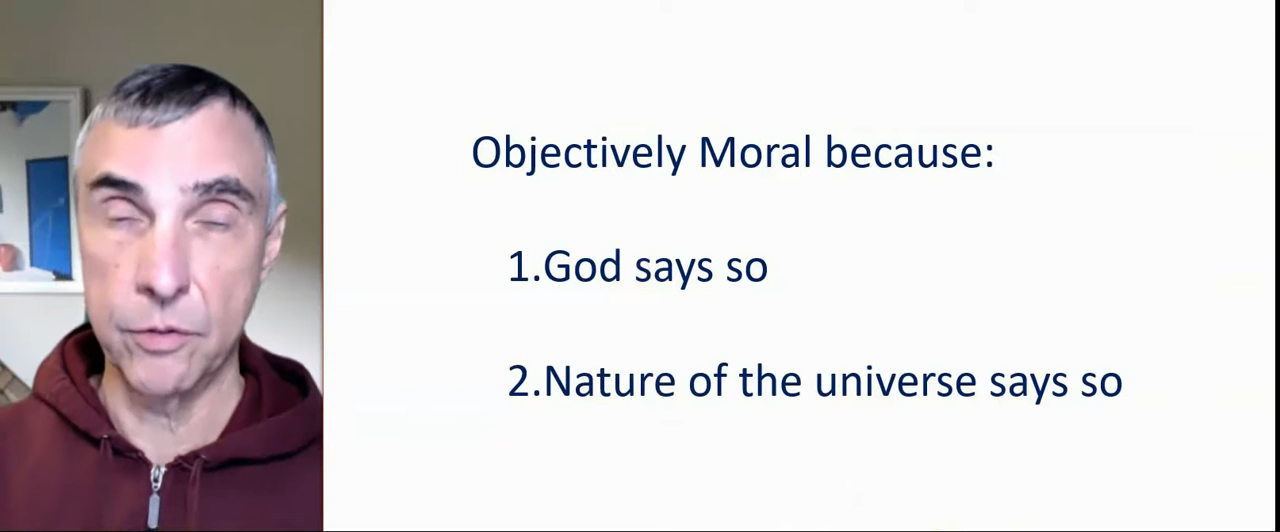 Objectively Moral because:
1.God says so
2.Nature of the universe says so